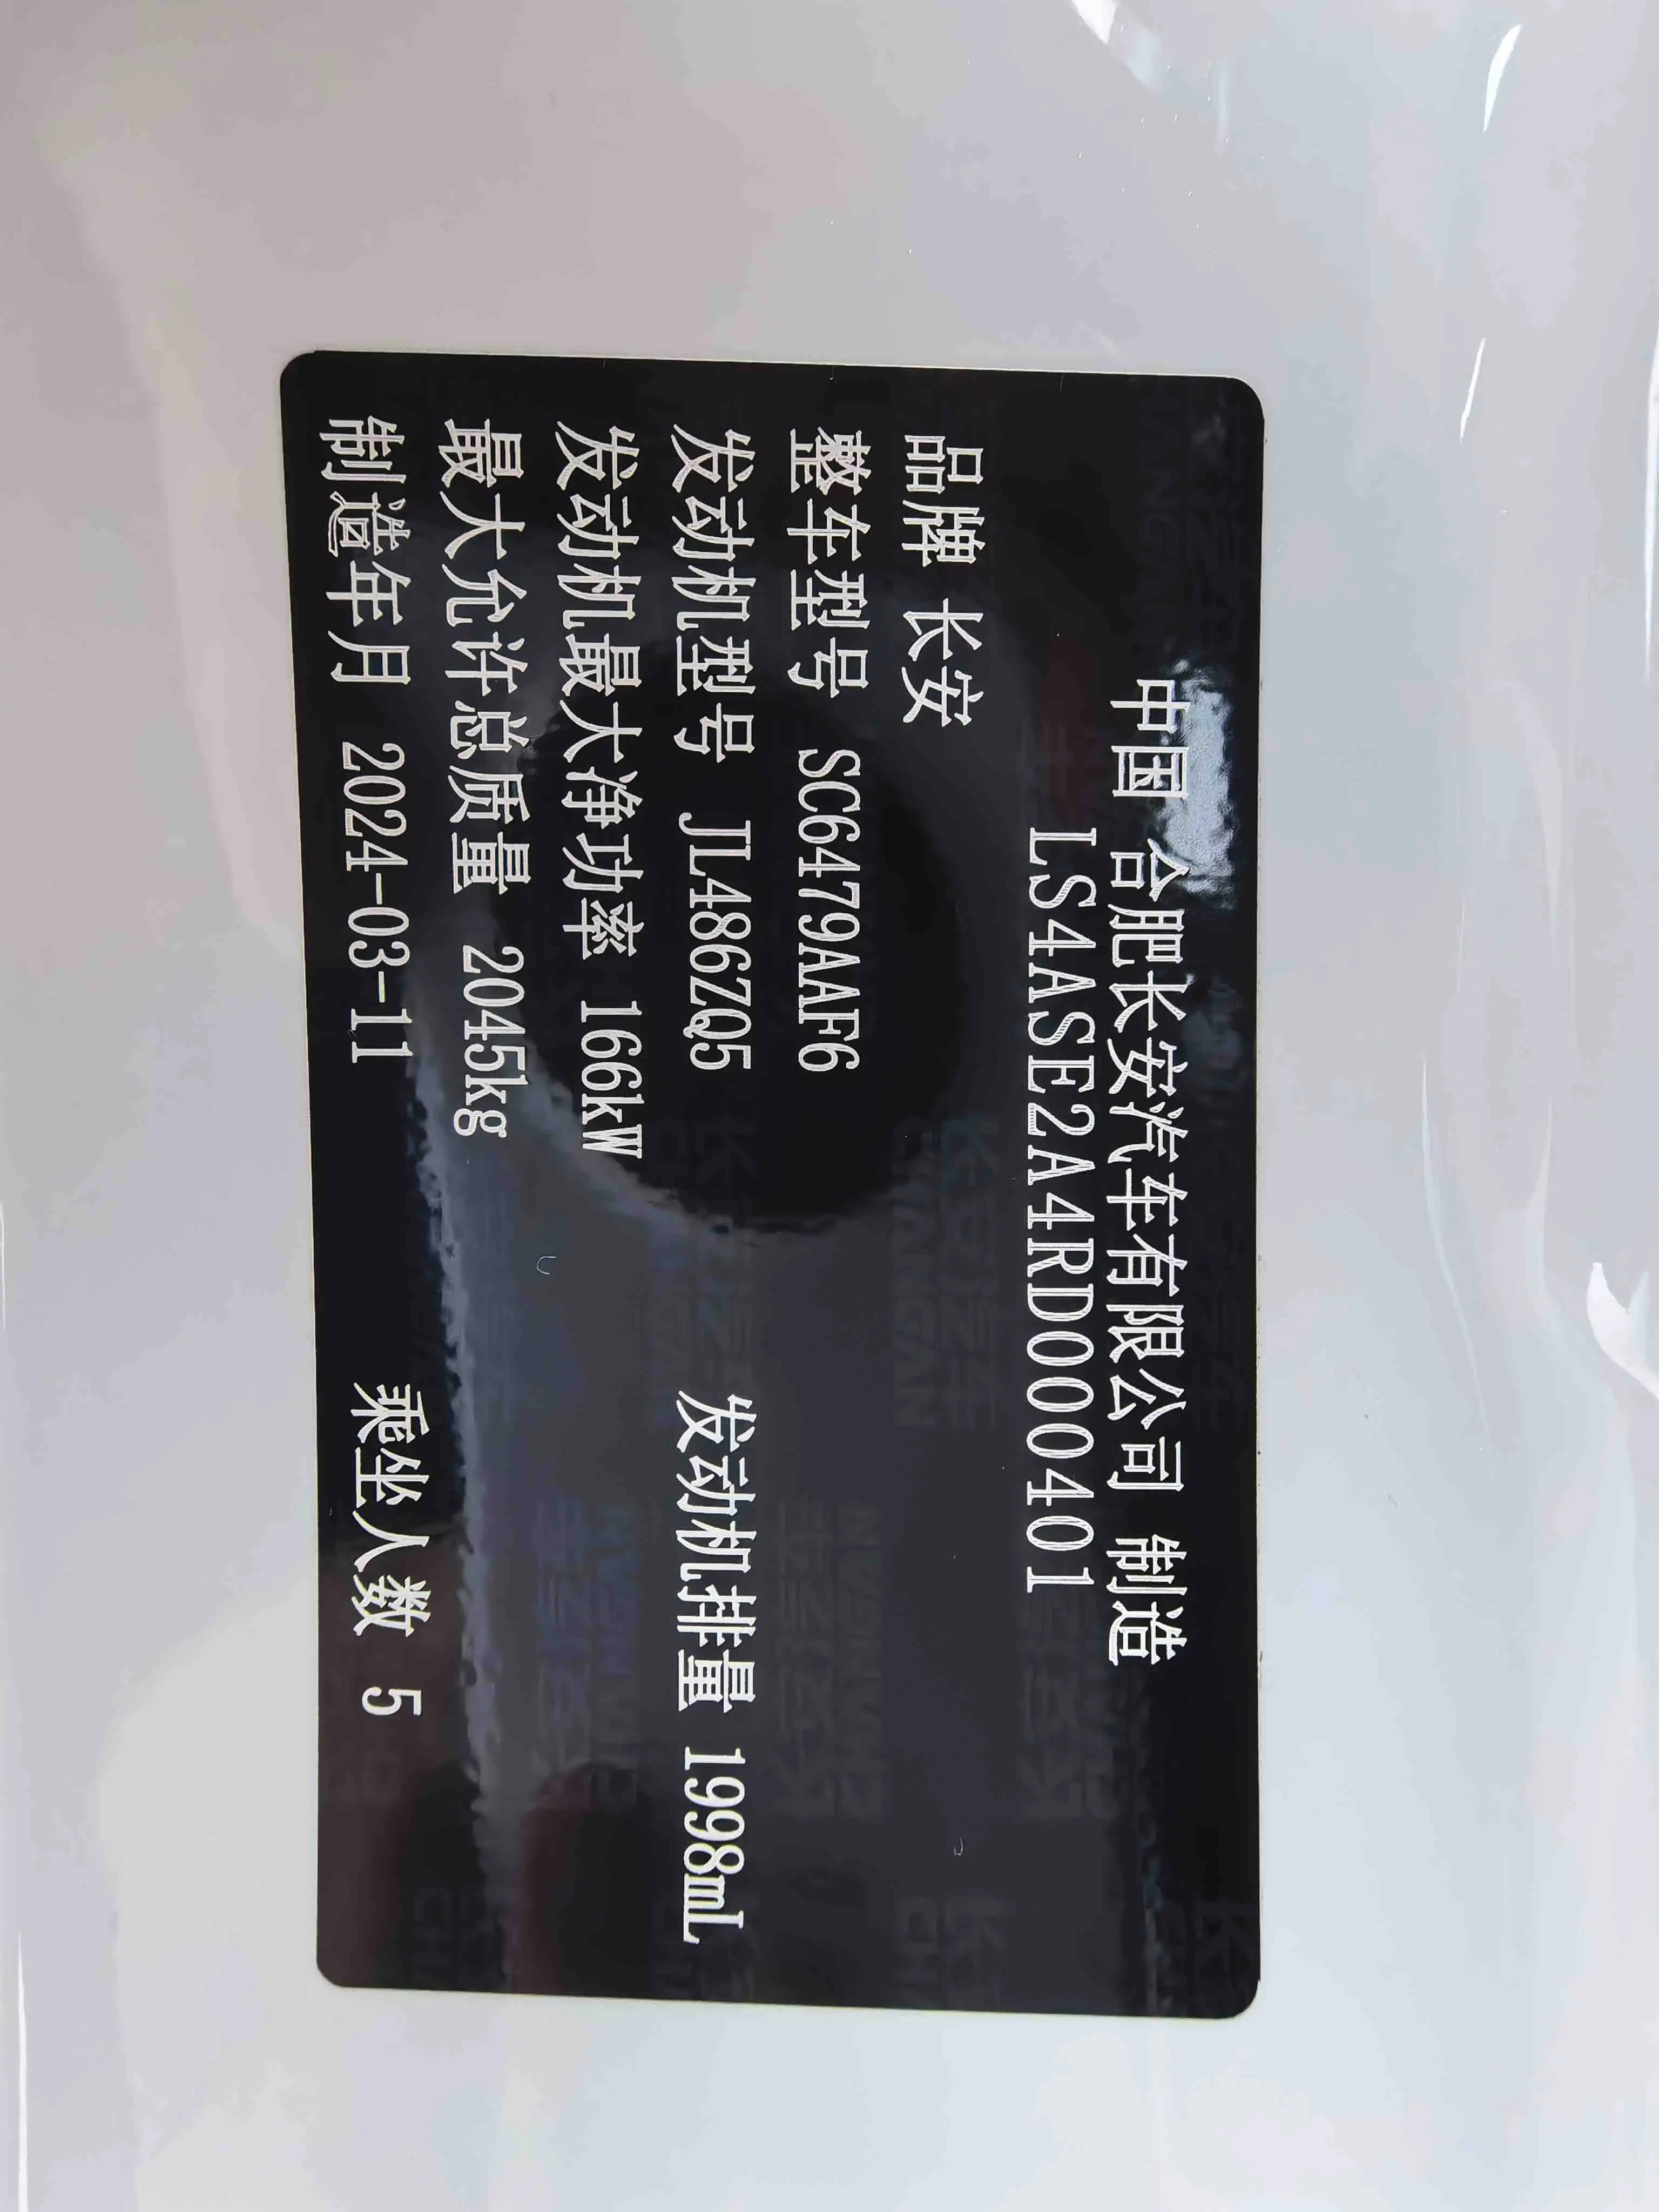 中国 合肥长安汽车有限公司 制造
LS4ASE2A4RD000401
品牌 长安
整车型号 SC6479AAF6
发动机型号 JL486ZQ5 发动机排量 1998mL
发动机最大净功率 166kW
最大允许总质量 2045kg
制造年月 2024-03-11 乘坐人数 5